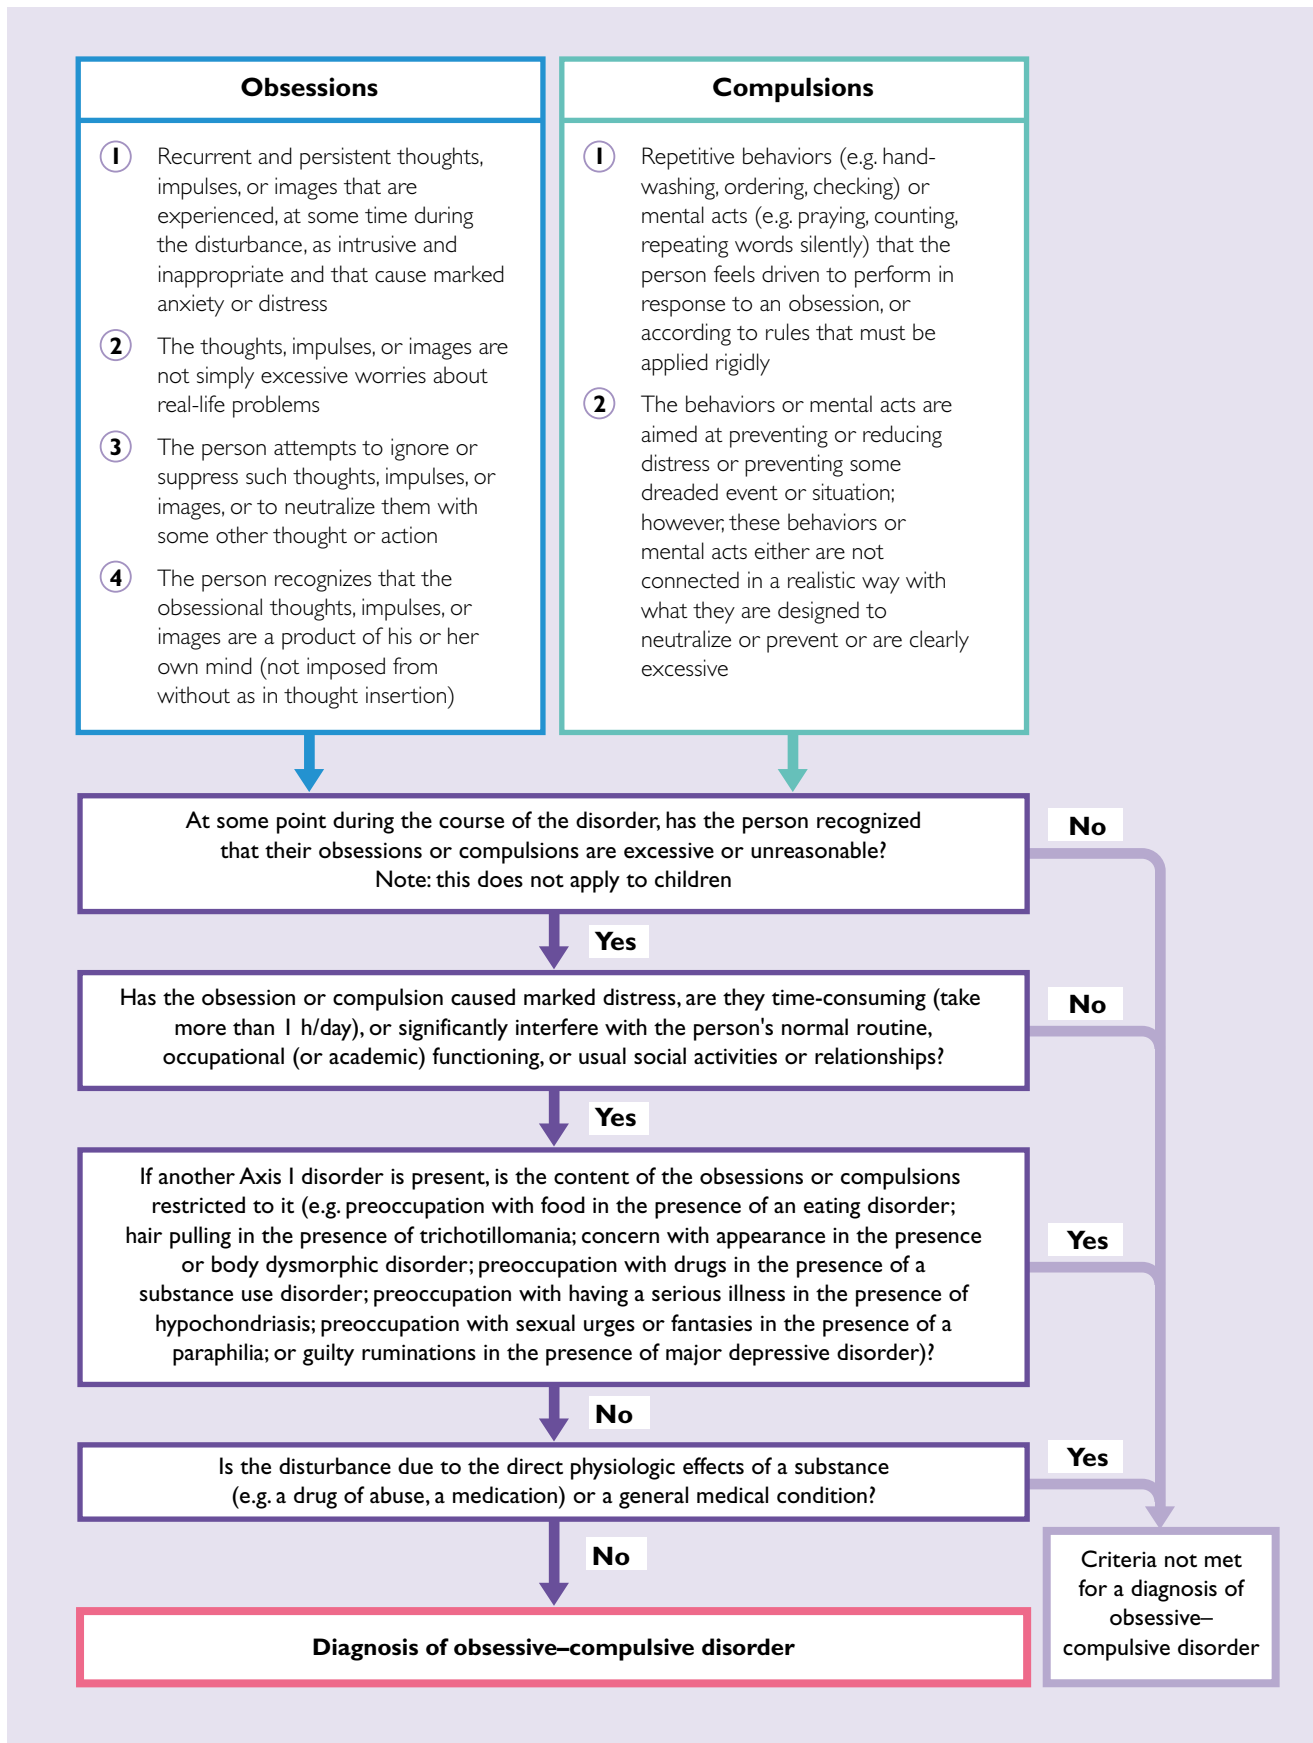 Obsessions
1 Recurrent and persistent thoughts,
impulses, or images that are
experienced, at some time during
the disturbance, as intrusive and
inappropriate and that cause marked
anxiety or distress
2 The thoughts, impulses, or images are
not simply excessive worries about
real-life problems
3 The person attempts to ignore or
suppress such thoughts, impulses, or
images, or to neutralize them with
some other thought or action
4 The person recognizes that the
obsessional thoughts, impulses, or
images are a product of his or her
own mind (not imposed from
without as in thought insertion)
Compulsions
1 Repetitive behaviors (e.g. hand-
washing, ordering, checking) or
mental acts (e.g. praying, counting,
repeating words silently) that the
person feels driven to perform in
response to an obsession, or
according to rules that must be
applied rigidly
2 The behaviors or mental acts are
aimed at preventing or reducing
distress or preventing some
dreaded event or situation;
however, these behaviors or
mental acts either are not
connected in a realistic way with
what they are designed to
neutralize or prevent or are clearly
excessive
At some point during the course of the disorder, has the person recognized
that their obsessions or compulsions are excessive or unreasonable?
Note: this does not apply to children
No
Yes
Has the obsession or compulsion caused marked distress, are they time-consuming (take
more than 1 h/day), or significantly interfere with the person's normal routine,
occupational (or academic) functioning, or usual social activities or relationships?
No
Yes
If another Axis I disorder is present, is the content of the obsessions or compulsions
restricted to it (e.g. preoccupation with food in the presence of an eating disorder;
hair pulling in the presence of trichotillomania; concern with appearance in the presence
or body dysmorphic disorder; preoccupation with drugs in the presence of a
substance use disorder; preoccupation with having a serious illness in the presence of
hypochondriasis; preoccupation with sexual urges or fantasies in the presence of a
paraphilia; or guilty ruminations in the presence of major depressive disorder)?
Yes
No
Is the disturbance due to the direct physiologic effects of a substance
(e.g. a drug of abuse, a medication) or a general medical condition?
Yes
No
Diagnosis of obsessive–compulsive disorder
Criteria not met
for a diagnosis of
obsessive–
compulsive disorder